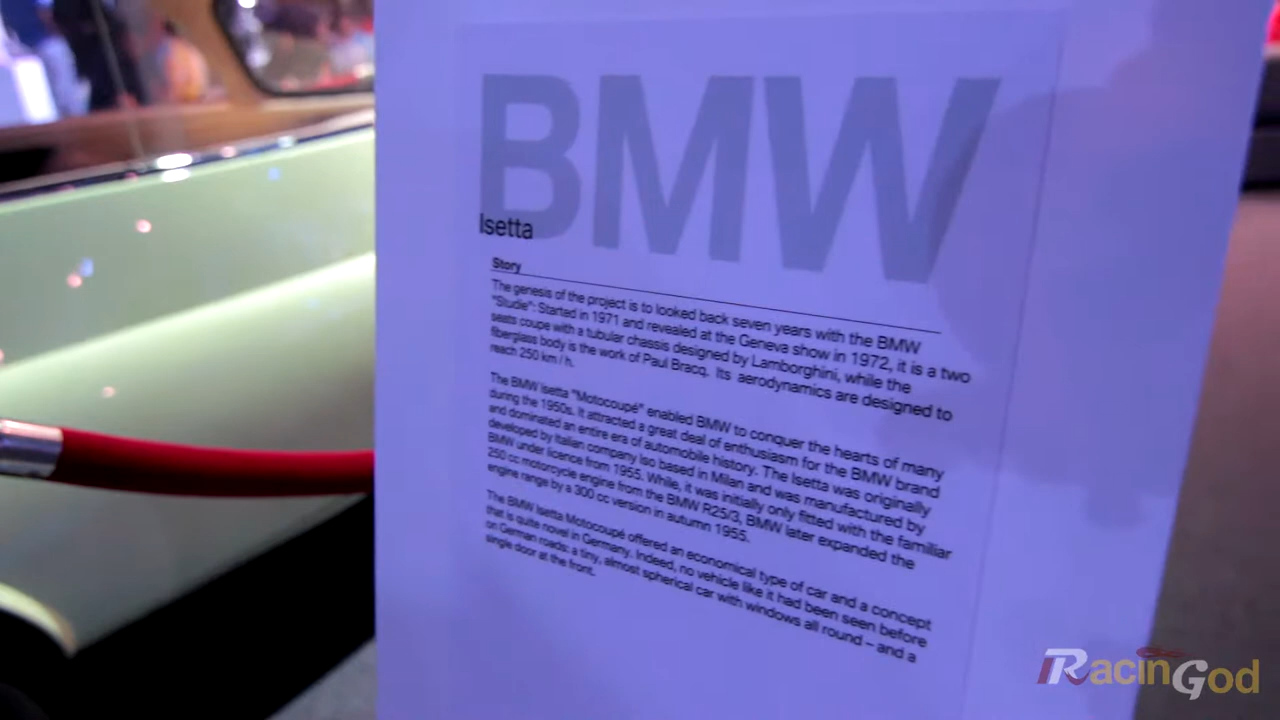 BMW
Isetta
Story
The genesis of the project is to looked back seven years with the BMW
"Studie": Started in 1971 and revealed at the Geneva show in 1972, it is a two
seats coupe with a tubular chassis designed by Lamborghini, while the
fiberglass body is the work of Paul Bracq. Its aerodynamics are designed to
reach 250 km / h.
The BMW Isetta "Motocoupé" enabled BMW to conquer the hearts of many
during the 1950s. It attracted a great deal of enthusiasm for the BMW brand
and dominated an entire era of automobile history. The Isetta was originally
developed by Italian company Iso based in Milan and was manufactured by
BMW under licence from 1955. While, it was initially only fitted with the familiar
250 cc motorcycle engine from the BMW R25/3, BMW later expanded the
engine range by a 300 cc version in autumn 1955.
The BMW Isetta Motocoupé offered an economical type of car and a concept
that is quite novel in Germany. Indeed, no vehicle like it had been seen before
on German roads: a tiny, almost spherical car with windows all round – and a
single door at the front.
RacinGod